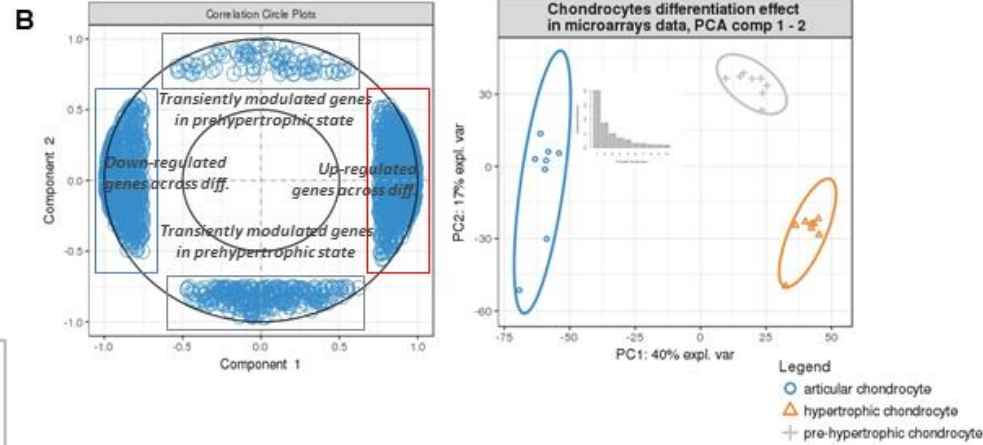 B
Correlation Circle Plots
1.0
0.5
0.0
-0.5
-1.0
Component 2
Transiently modulated genes
in prehypertrophic state
Down-regulated
genes across diff.
Up-regulated
genes across diff.
Transiently modulated genes
in prehypertrophic state
-1.0 -0.5 0.0 0.5 1.0
Component 1
Chondrocytes differentiation effect
in microarrays data, PCA comp 1 - 2
30
0
-30
-60
PC2: 17% expl. var
-75 -50 -25 0 25 50
PC1: 40% expl. var
Legend
articular chondrocyte
hypertrophic chondrocyte
pre-hypertrophic chondrocyte